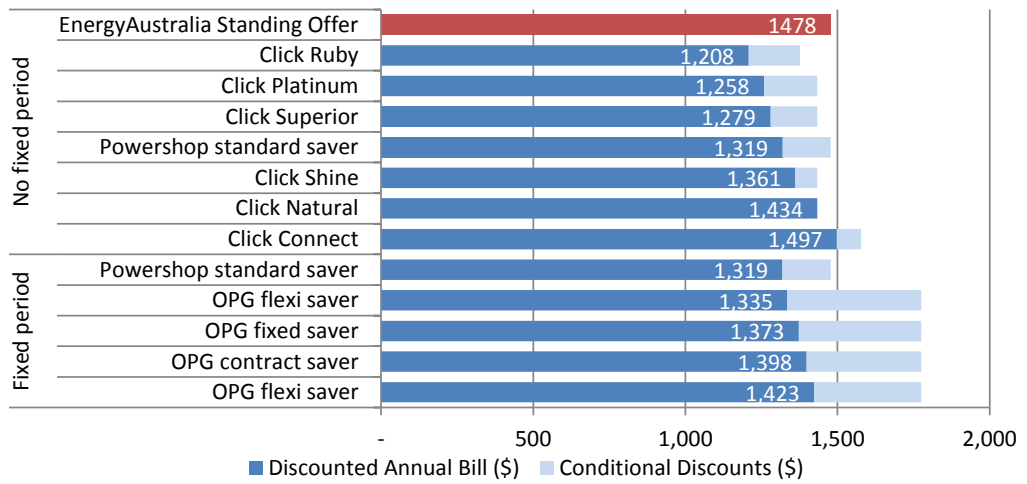 EnergyAustralia Standing Offer 1478
No fixed period
Click Ruby 1,208
Click Platinum 1,258
Click Superior 1,279
Powershop standard saver 1,319
Click Shine 1,361
Click Natural 1,434
Click Connect 1,497
Fixed period
Powershop standard saver 1,319
OPG flexi saver 1,335
OPG fixed saver 1,373
OPG contract saver 1,398
OPG flexi saver 1,423
- 500 1,000 1,500 2,000
Discounted Annual Bill ($) Conditional Discounts ($)